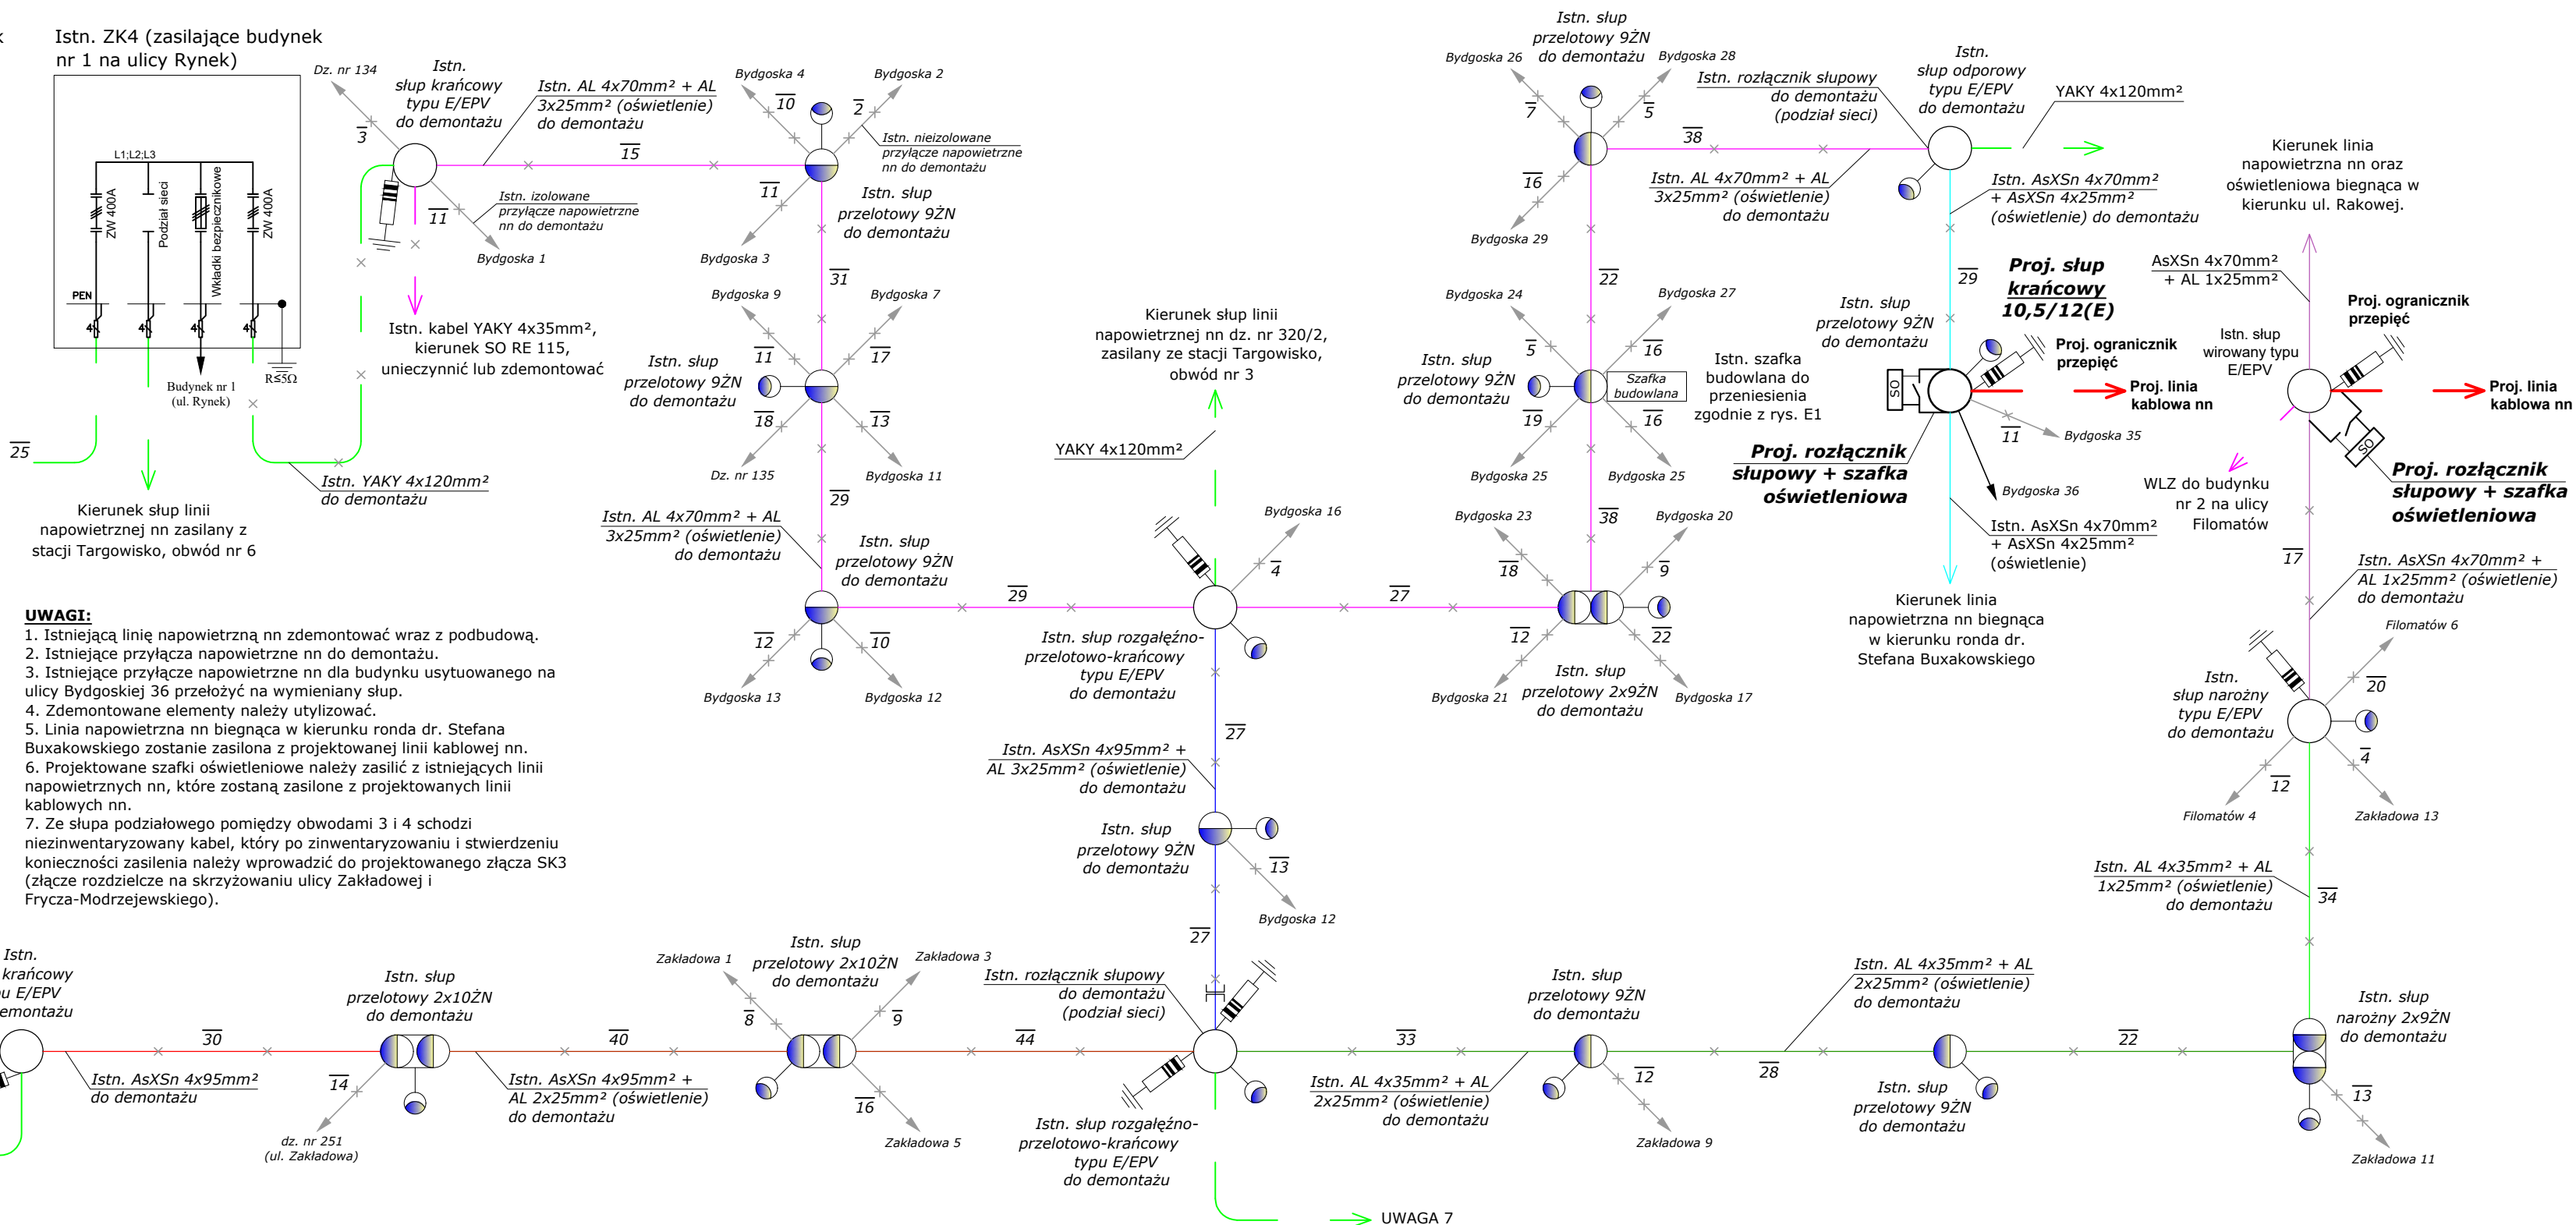 k
Istn. ZK4 (zasilające budynek
nr 1 na ulicy Rynek)
L1;L2;L3
ZW 400A
Podział sieci
Wkładki bezpiecznikowe
ZW 400A
PEN
4
4
4
4
R≤5Ω
Budynek nr 1
(ul. Rynek)
25
Kierunek słup linii
napowietrznej nn zasilany z
stacji Targowisko, obwód nr 6
Istn. YAKY 4x120mm²
do demontażu
Dz. nr 134
3
Istn.
słup krańcowy
typu E/EPV
do demontażu
Istn. AL 4x70mm² + AL
3x25mm² (oświetlenie)
do demontażu
15
11
Istn. izolowane
przyłącze napowietrzne
nn do demontażu
Bydgoska 1
Istn. kabel YAKY 4x35mm²,
kierunek SO RE 115,
unieczynnić lub zdemontować
Bydgoska 4
10
Bydgoska 2
2
Istn. nieizolowane
przyłącze napowietrzne
nn do demontażu
11
Bydgoska 3
Istn. słup
przelotowy 9ŻN
do demontażu
31
Bydgoska 9
11
Bydgoska 7
17
Istn. słup
przelotowy 9ŻN
do demontażu
18
Dz. nr 135
13
Bydgoska 11
29
Istn. AL 4x70mm² + AL
3x25mm² (oświetlenie)
do demontażu
Istn. słup
przelotowy 9ŻN
do demontażu
12
Bydgoska 13
10
Bydgoska 12
29
Kierunek słup linii
napowietrznej nn dz. nr 320/2,
zasilany ze stacji Targowisko,
obwód nr 3
YAKY 4x120mm²
Bydgoska 16
4
Istn. słup rozgałęźno-
przelotowo-krańcowy
typu E/EPV
do demontażu
27
27
Istn. AsXSn 4x95mm² +
AL 3x25mm² (oświetlenie)
do demontażu
Istn. słup
przelotowy 9ŻN
do demontażu
13
Bydgoska 12
27
Istn. słup
przelotowy 9ŻN
do demontażu
Bydgoska 26
7
Bydgoska 28
5
16
Bydgoska 29
38
Istn. AL 4x70mm² + AL
3x25mm² (oświetlenie)
do demontażu
22
Bydgoska 24
5
Bydgoska 27
16
Istn. słup
przelotowy 9ŻN
do demontażu
Szafka
budowlana
Istn. szafka
budowlana do
przeniesienia
zgodnie z rys. E1
19
Bydgoska 25
16
Bydgoska 25
38
Bydgoska 23
18
Bydgoska 20
9
12
Bydgoska 21
22
Bydgoska 17
Istn. słup
przelotowy 2x9ŻN
do demontażu
Istn. rozłącznik słupowy
do demontażu
(podział sieci)
Istn.
słup odporowy
typu E/EPV
do demontażu
YAKY 4x120mm²
Istn. AsXSn 4x70mm²
+ AsXSn 4x25mm²
(oświetlenie) do demontażu
29
Istn. słup
przelotowy 9ŻN
do demontażu
Proj. słup
krańcowy
10,5/12(E)
SO
Proj. ogranicznik
przepięć
Proj. linia
kablowa nn
11
Bydgoska 35
Bydgoska 36
Proj. rozłącznik
słupowy + szafka
oświetleniowa
Istn. AsXSn 4x70mm²
+ AsXSn 4x25mm²
(oświetlenie)
Kierunek linia
napowietrzna nn biegnąca
w kierunku ronda dr.
Stefana Buxakowskiego
Kierunek linia
napowietrzna nn oraz
oświetleniowa biegnąca w
kierunku ul. Rakowej.
AsXSn 4x70mm²
+ AL 1x25mm²
Proj. ogranicznik
przepięć
Istn. słup
wirowany typu
E/EPV
Proj. linia
kablowa nn
SO
WLZ do budynku
nr 2 na ulicy
Filomatów
Proj. rozłącznik
słupowy + szafka
oświetleniowa
17
Istn. AsXSn 4x70mm² +
AL 1x25mm² (oświetlenie)
do demontażu
Filomatów 6
20
Istn.
słup narożny
typu E/EPV
do demontażu
12
Filomatów 4
4
Zakładowa 13
Istn. AL 4x35mm² + AL
1x25mm² (oświetlenie)
do demontażu
34
UWAGI:
1. Istniejącą linię napowietrzną nn zdemontować wraz z podbudową.
2. Istniejące przyłącza napowietrzne nn do demontażu.
3. Istniejące przyłącze napowietrzne nn dla budynku usytuowanego na
ulicy Bydgoskiej 36 przełożyć na wymieniany słup.
4. Zdemontowane elementy należy utylizować.
5. Linia napowietrzna nn biegnąca w kierunku ronda dr. Stefana
Buxakowskiego zostanie zasilona z projektowanej linii kablowej nn.
6. Projektowane szafki oświetleniowe należy zasilić z istniejących linii
napowietrznych nn, które zostaną zasilone z projektowanych linii
kablowych nn.
7. Ze słupa podziałowego pomiędzy obwodami 3 i 4 schodzi
niezinwentaryzowany kabel, który po zinwentaryzowaniu i stwierdzeniu
konieczności zasilenia należy wprowadzić do projektowanego złącza SK3
(złącze rozdzielcze na skrzyżowaniu ulicy Zakładowej i
Frycza-Modrzejewskiego).
Istn.
krańcowy
u E/EPV
emontażu
30
Istn. AsXSn 4x95mm²
do demontażu
Istn. słup
przelotowy 2x10ŻN
do demontażu
14
dz. nr 251
(ul. Zakładowa)
40
Istn. AsXSn 4x95mm² +
AL 2x25mm² (oświetlenie)
do demontażu
Istn. słup
przelotowy 2x10ŻN
do demontażu
Zakładowa 1
8
Zakładowa 3
9
16
Zakładowa 5
44
Istn. rozłącznik słupowy
do demontażu
(podział sieci)
Istn. słup rozgałęźno-
przelotowo-krańcowy
typu E/EPV
do demontażu
UWAGA 7
33
Istn. AL 4x35mm² + AL
2x25mm² (oświetlenie)
do demontażu
Istn. słup
przelotowy 9ŻN
do demontażu
12
Zakładowa 9
28
Istn. AL 4x35mm² + AL
2x25mm² (oświetlenie)
do demontażu
Istn. słup
przelotowy 9ŻN
do demontażu
22
Istn. słup
narożny 2x9ŻN
do demontażu
13
Zakładowa 11